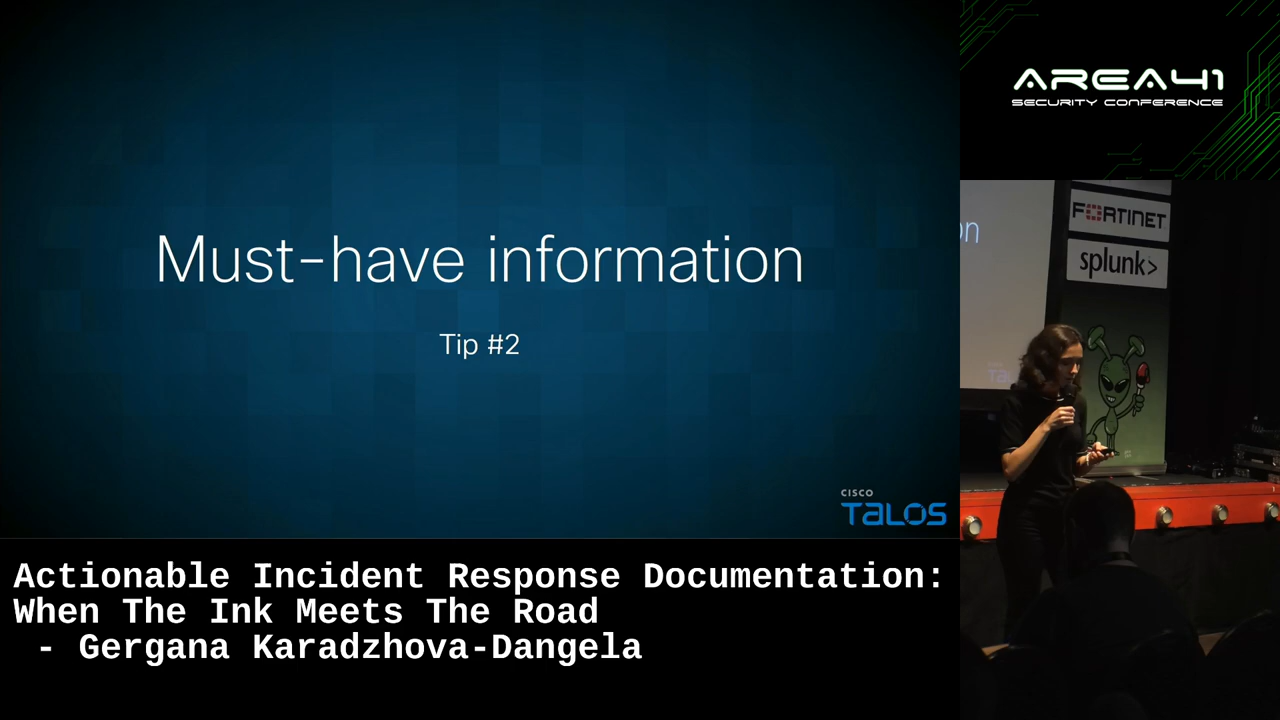 Must-have information
Tip #2
CISCO
TALOS
AREA41
SECURITY CONFERENCE
on
FORTINET
splunk>
Actionable Incident Response Documentation:
When The Ink Meets The Road
- Gergana Karadzhova-Dangela